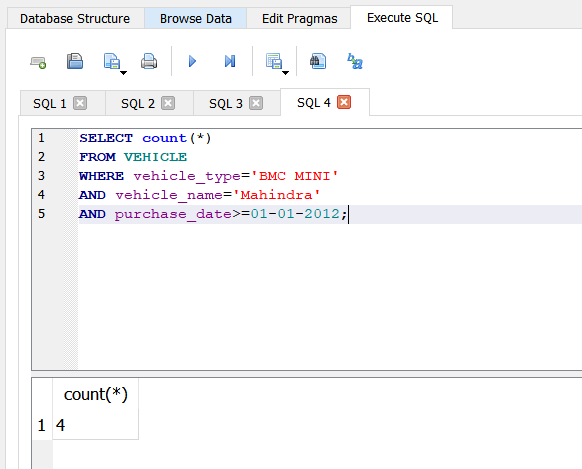 Database Structure Browse Data Edit Pragmas Execute SQL
SQL 1 SQL 2 SQL 3 SQL 4
1 SELECT count(*)
2 FROM VEHICLE
3 WHERE vehicle_type='BMC MINI'
4 AND vehicle_name='Mahindra'
5 AND purchase_date>=01-01-2012;
count(*)
1 4